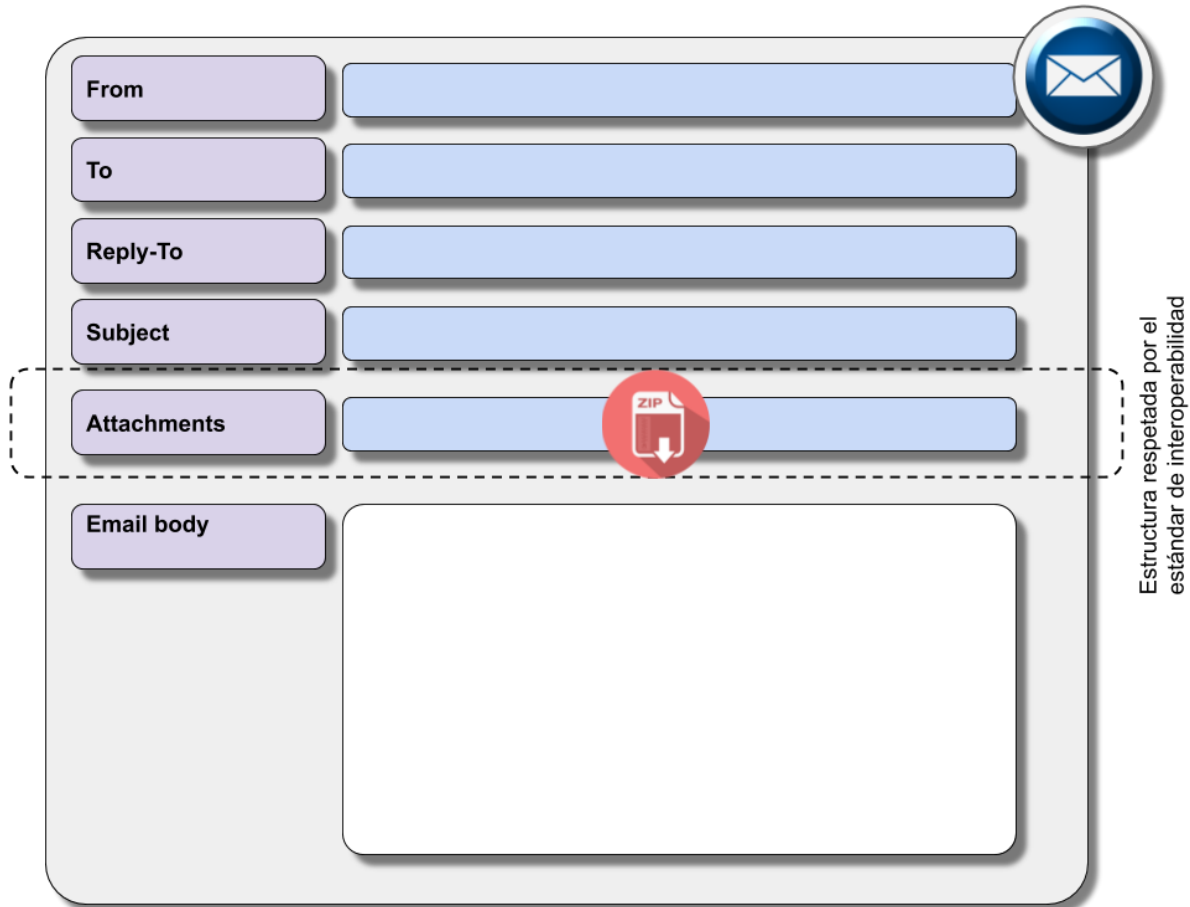 From
To
Reply-To
Subject
Attachments
ZIP
Email body
Estructura respetada por el
estándar de interoperabilidad